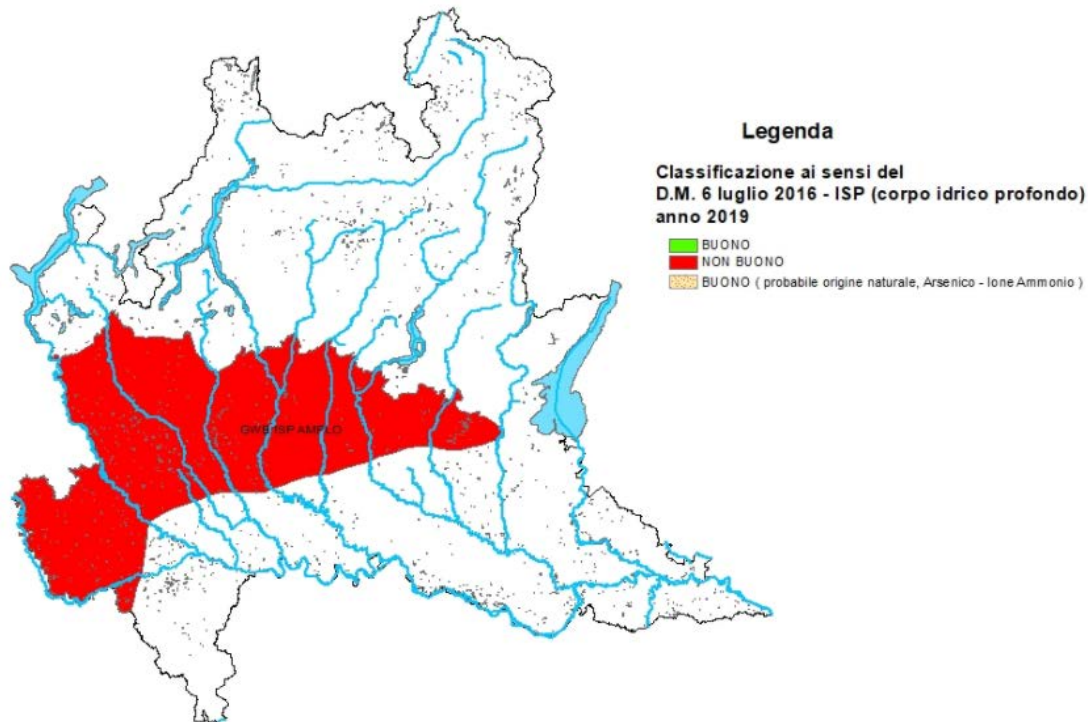 Legenda
Classificazione ai sensi del
D.M. 6 luglio 2016 - ISP (corpo idrico profondo)
anno 2019
BUONO
NON BUONO
BUONO ( probabile origine naturale, Arsenico - Ione Ammonio )
GWB ISP AMPLO